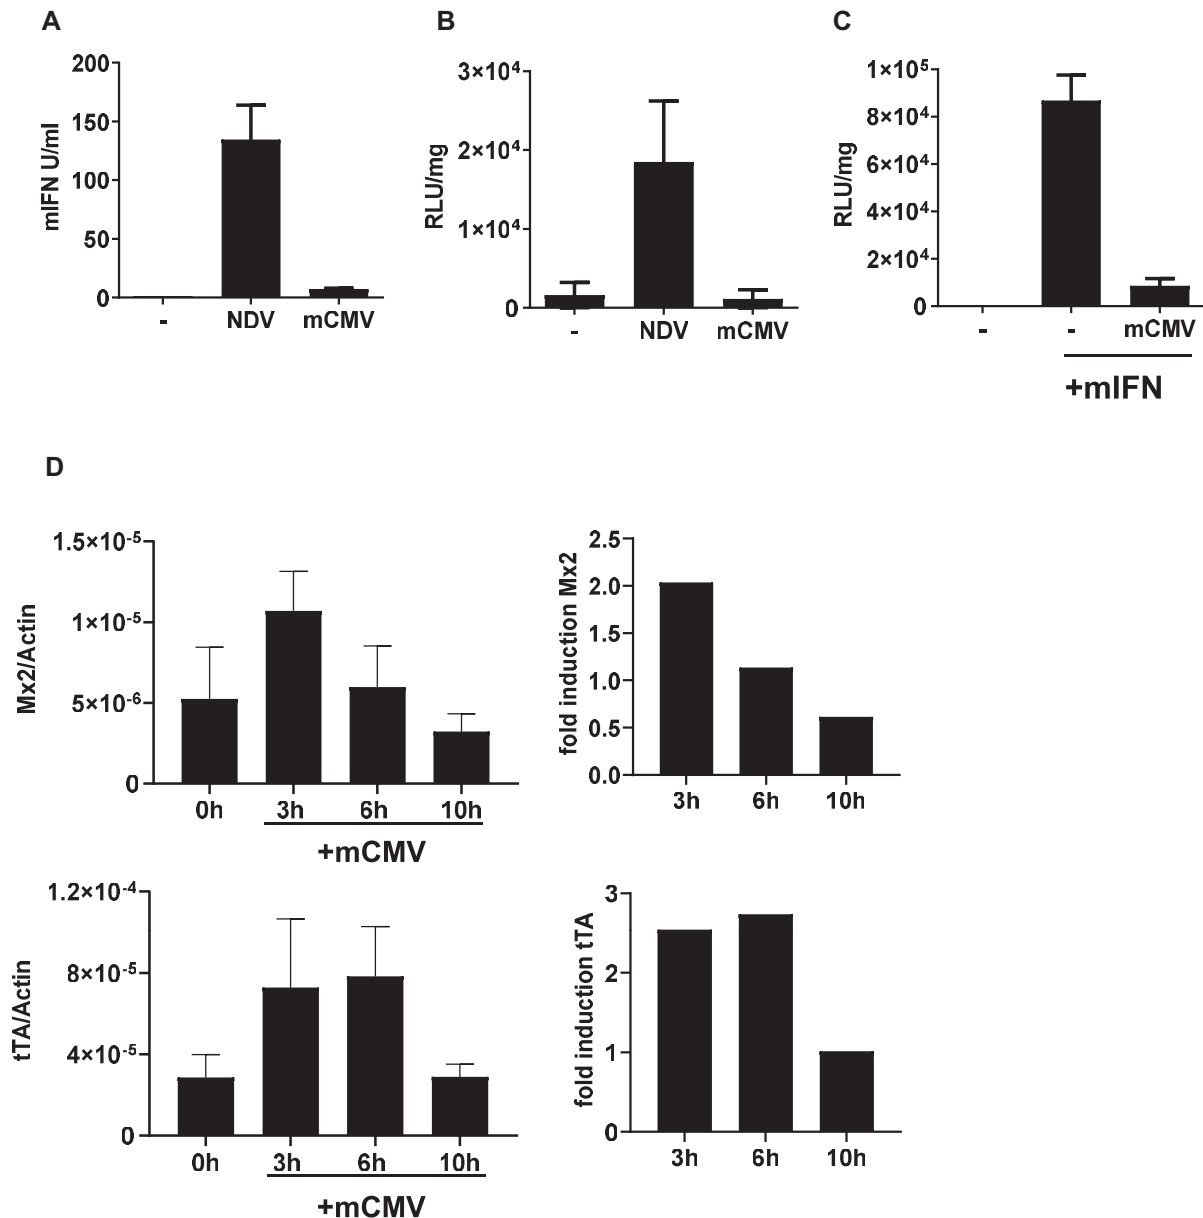 A
mIFN U/ml
200
150
100
50
0
-
NDV
mCMV
B
RLU/mg
3×10⁴
2×10⁴
1×10⁴
0
-
NDV
mCMV
C
RLU/mg
1×10⁵
8×10⁴
6×10⁴
4×10⁴
2×10⁴
0
-
-
mCMV
+mIFN
D
Mx2/Actin
1.5×10⁻⁵
1×10⁻⁵
5×10⁻⁶
0
0h
3h
6h
10h
+mCMV
fold induction Mx2
2.5
2.0
1.5
1.0
0.5
0.0
3h
6h
10h
tTA/Actin
1.2×10⁻⁴
8×10⁻⁵
4×10⁻⁵
0
0h
3h
6h
10h
+mCMV
fold induction tTA
3
2
1
0
3h
6h
10h